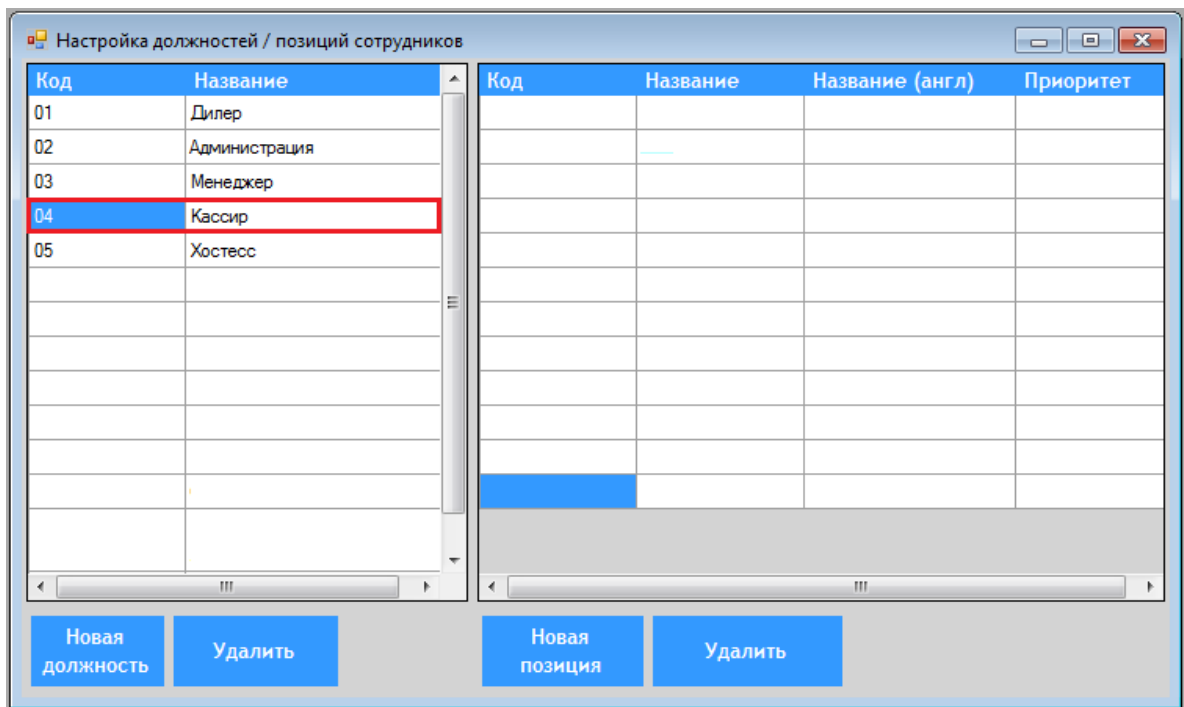 Настройка должностей / позиций сотрудников
Код Название
01 Дилер
02 Администрация
03 Менеджер
04 Кассир
05 Хостесс
Код Название Название (англ) Приоритет
Новая должность
Удалить
Новая позиция
Удалить